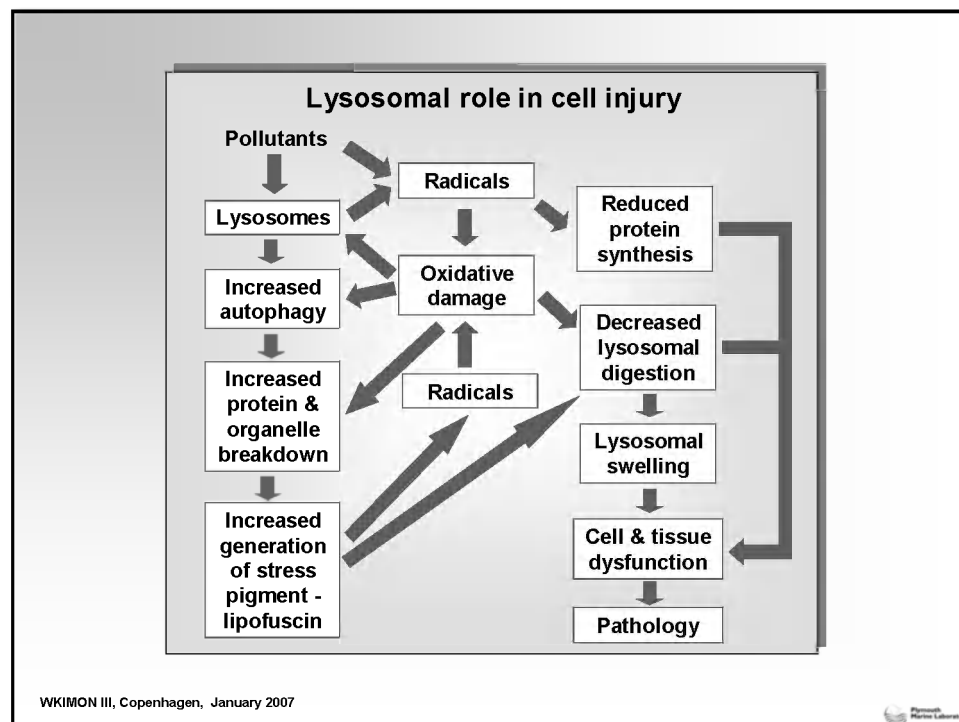 Lysosomal role in cell injury
Pollutants
Radicals
Lysosomes
Reduced
protein
synthesis
Increased
autophagy
Oxidative
damage
Decreased
lysosomal
digestion
Increased
protein &
organelle
breakdown
Radicals
Lysosomal
swelling
Increased
generation
of stress
pigment -
lipofuscin
Cell & tissue
dysfunction
Pathology
WKIMON III, Copenhagen, January 2007
Plymouth
Marine Laborat